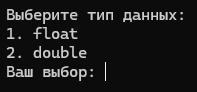 Выберите тип данных:
1. float
2. double
Ваш выбор: